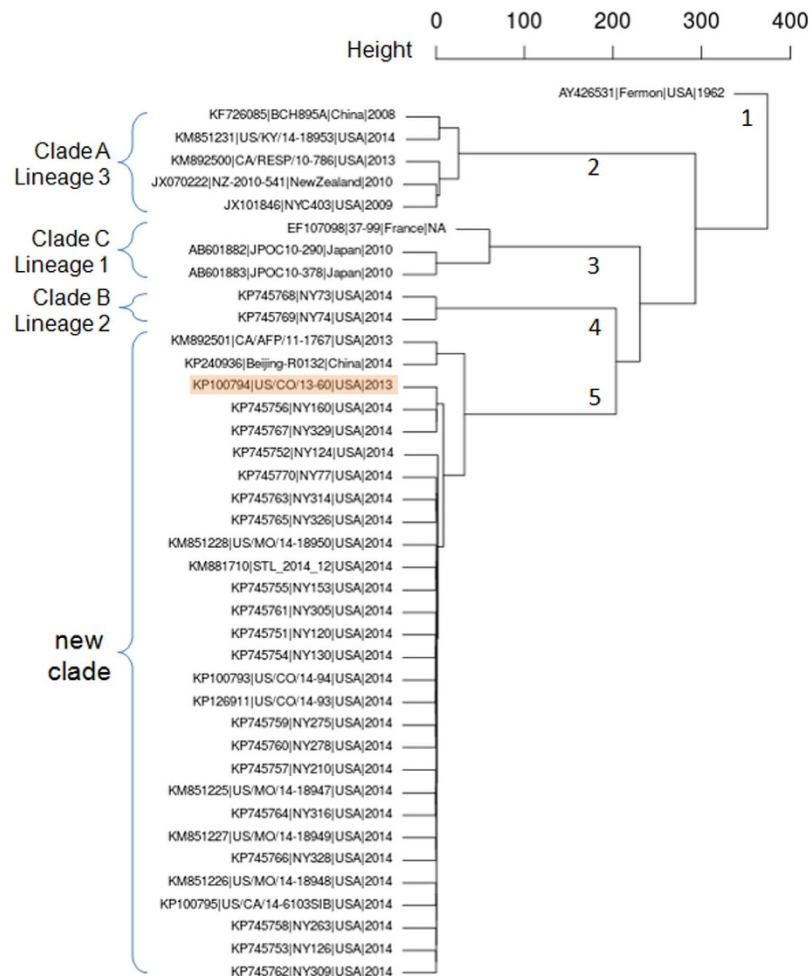 0 100 200 300 400
Height
AY426531|Fermon|USA|1962
1
KF726085|BCH895A|China|2008
KM851231|US/KY/14-18953|USA|2014
Clade A
Lineage 3
KM892500|CA/RESP/10-786|USA|2013
2
JX070222|NZ-2010-541|NewZealand|2010
JX101846|NYC403|USA|2009
EF107098|37-99|France|NA
Clade C
Lineage 1
AB601882|JPOC10-290|Japan|2010
3
AB601883|JPOC10-378|Japan|2010
Clade B
Lineage 2
KP745768|NY73|USA|2014
KP745769|NY74|USA|2014
4
KM892501|CA/AFP/11-1767|USA|2013
KP240936|Beijing-R0132|China|2014
KP100794|US/CO/13-60|USA|2013
5
KP745756|NY160|USA|2014
KP745767|NY329|USA|2014
KP745752|NY124|USA|2014
KP745770|NY77|USA|2014
KP745763|NY314|USA|2014
KP745765|NY326|USA|2014
KM851228|US/MO/14-18950|USA|2014
KM881710|STL_2014_12|USA|2014
KP745755|NY153|USA|2014
KP745761|NY305|USA|2014
new
clade
KP745751|NY120|USA|2014
KP745754|NY130|USA|2014
KP100793|US/CO/14-94|USA|2014
KP126911|US/CO/14-93|USA|2014
KP745759|NY275|USA|2014
KP745760|NY278|USA|2014
KP745757|NY210|USA|2014
KM851225|US/MO/14-18947|USA|2014
KP745764|NY316|USA|2014
KM851227|US/MO/14-18949|USA|2014
KP745766|NY328|USA|2014
KM851226|US/MO/14-18948|USA|2014
KP100795|US/CA/14-6103SIB|USA|2014
KP745758|NY263|USA|2014
KP745753|NY126|USA|2014
KP745762|NY309|USA|2014